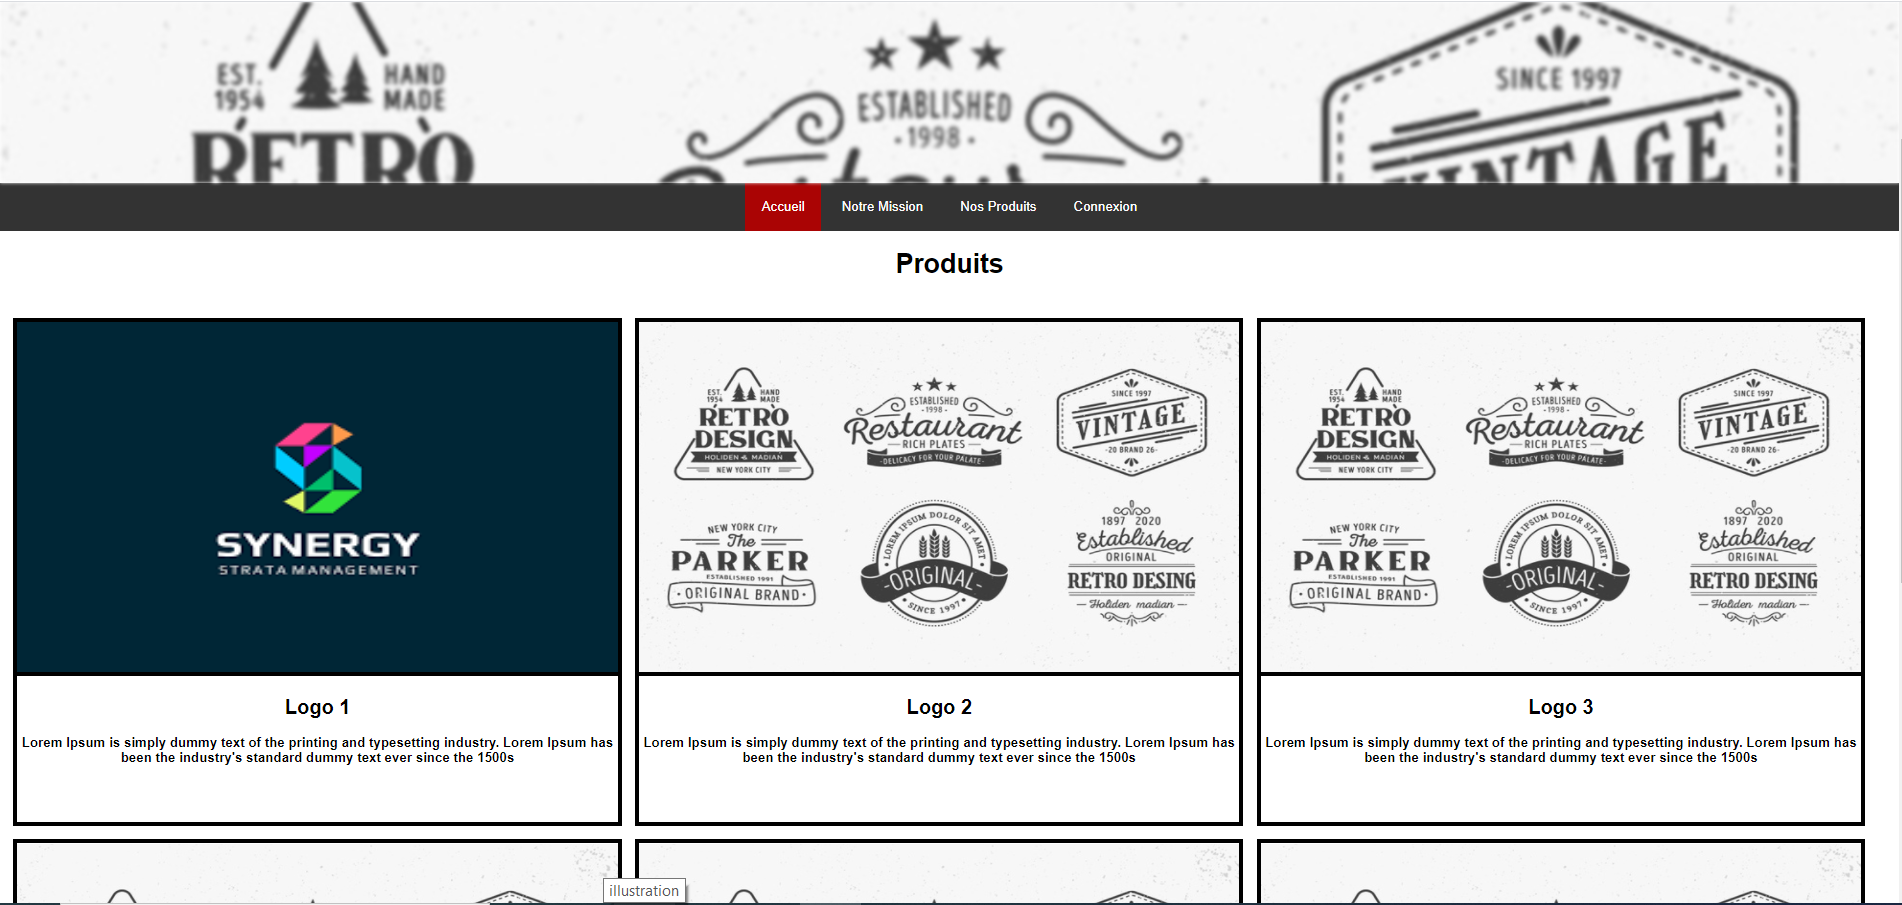 EST.
1954
HAND
MADE
RETRO
ESTABLISHED
· 1998 ·
SINCE 1997
VINTAGE
Accueil Notre Mission Nos Produits Connexion
Produits
SYNERGY
STRATA MANAGEMENT
EST.
1954
HAND
MADE
RETRO
DESIGN
HOLIDEN & MADIAN
NEW YORK CITY
ESTABLISHED
- 1998 -
Restaurant
RICH PLATES
-DELICACY FOR YOUR PALATE-
SINCE 1997
VINTAGE
-20 BRAND 26-
NEW YORK CITY
The
PARKER
ESTABLISHED 1991
· ORIGINAL BRAND ·
LOREM IPSUM DOLOR SIT AMET
-ORIGINAL-
• SINCE 1997 •
1897 2020
Established
ORIGINAL
RETRO DESING
Holiden madian
EST.
1954
HAND
MADE
RETRO
DESIGN
HOLIDEN & MADIAN
NEW YORK CITY
ESTABLISHED
- 1998 -
Restaurant
RICH PLATES
-DELICACY FOR YOUR PALATE-
SINCE 1997
VINTAGE
-20 BRAND 26-
NEW YORK CITY
The
PARKER
ESTABLISHED 1991
· ORIGINAL BRAND ·
LOREM IPSUM DOLOR SIT AMET
-ORIGINAL-
• SINCE 1997 •
1897 2020
Established
ORIGINAL
RETRO DESING
Holiden madian
Logo 1
Lorem Ipsum is simply dummy text of the printing and typesetting industry. Lorem Ipsum has
been the industry's standard dummy text ever since the 1500s
Logo 2
Lorem Ipsum is simply dummy text of the printing and typesetting industry. Lorem Ipsum has
been the industry's standard dummy text ever since the 1500s
Logo 3
Lorem Ipsum is simply dummy text of the printing and typesetting industry. Lorem Ipsum has
been the industry's standard dummy text ever since the 1500s
illustration